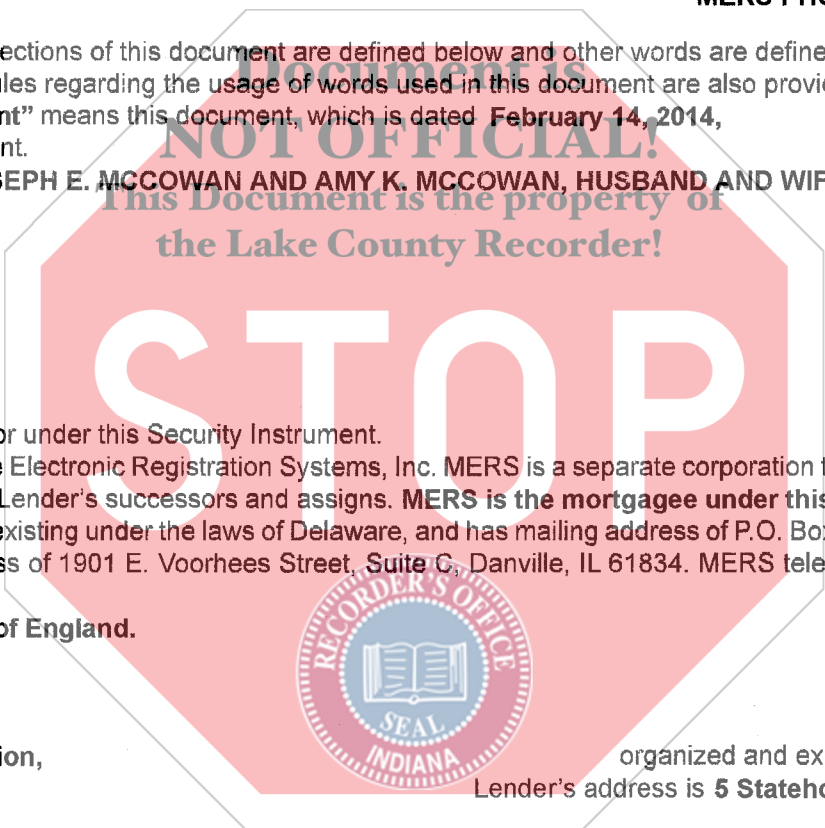 MERS
ections of this document are defined below and other words are define
les regarding the usage of words used in this document are also provi
nt” means this document, which is dated February 14, 2014,
nt.
SEPH E. MCCOWAN AND AMY K. MCCOWAN, HUSBAND AND WIF
Document is
NOT OFFICIAL!
This Document is the property of
the Lake County Recorder!
STOP
or under this Security Instrument.
Electronic Registration Systems, Inc. MERS is a separate corporation
Lender’s successors and assigns. MERS is the mortgagee under this
existing under the laws of Delaware, and has mailing address of P.O. Bo
ss of 1901 E. Voorhees Street, Suite C, Danville, IL 61834. MERS tele
of England.
RECORDER'S OFFICE
SEAL
INDIANA
ion,
organized and ex
Lender’s address is 5 Stateho